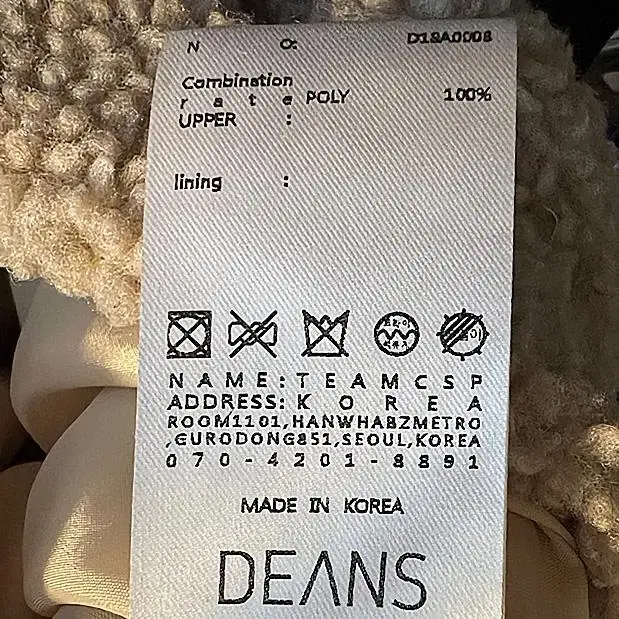 N O: D18A0008
Combination
rate POLY 100%
UPPER :
lining :
NAME: TEAMCSP
ADDRESS: KOREA
ROOM1101,HANWHABZMETRO
,GURODONG851,SEOUL,KOREA
070-4201-8891
MADE IN KOREA
DEANS